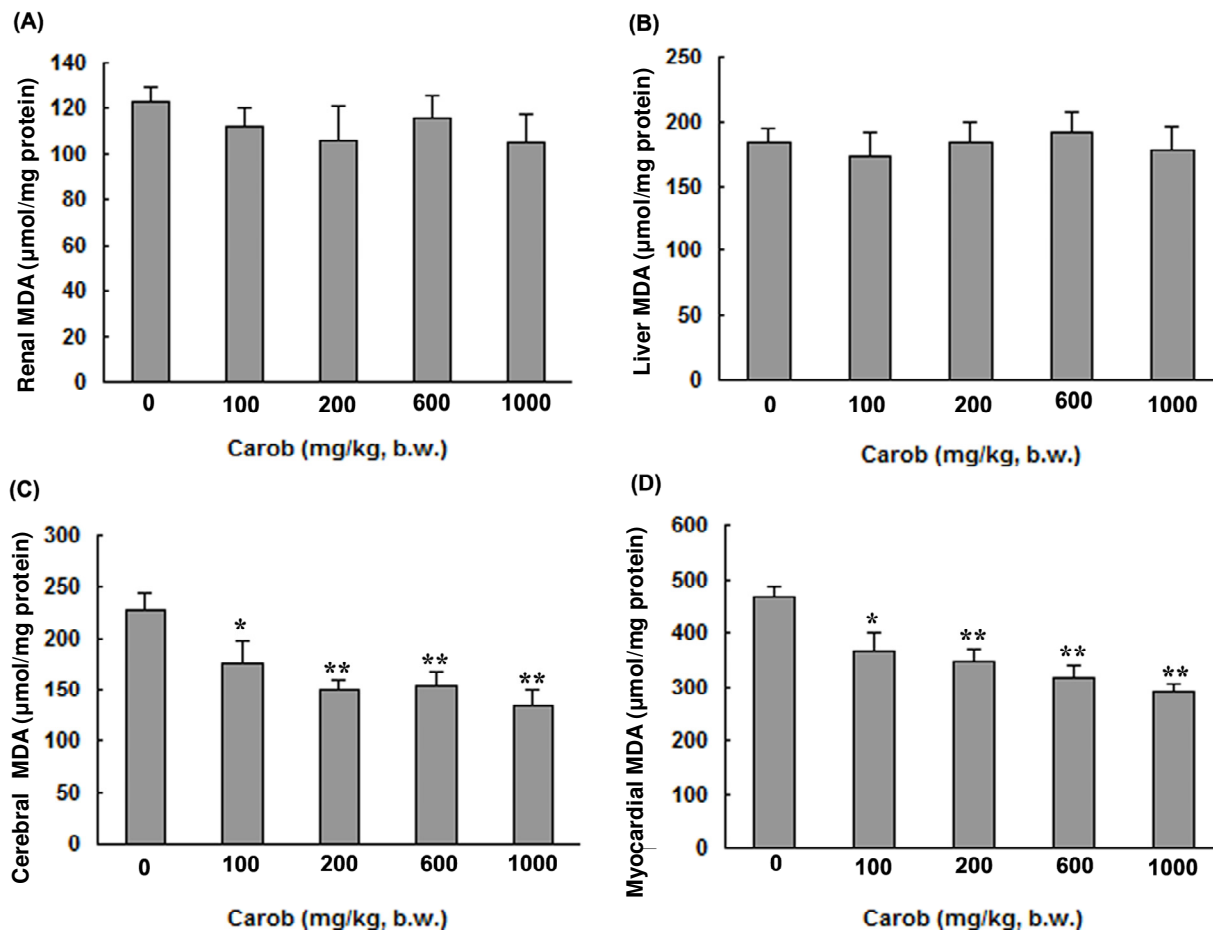 (A)
Renal MDA (µmol/mg protein)
140
120
100
80
60
40
20
0
0 100 200 600 1000
Carob (mg/kg, b.w.)
(B)
Liver MDA (µmol/mg protein)
250
200
150
100
50
0
0 100 200 600 1000
Carob (mg/kg, b.w.)
(C)
Cerebral MDA (µmol/mg protein)
300
250
200
150
100
50
0
* ** ** **
0 100 200 600 1000
Carob (mg/kg, b.w.)
(D)
Myocardial MDA (µmol/mg protein)
600
500
400
300
200
100
0
* ** ** **
0 100 200 600 1000
Carob (mg/kg, b.w.)